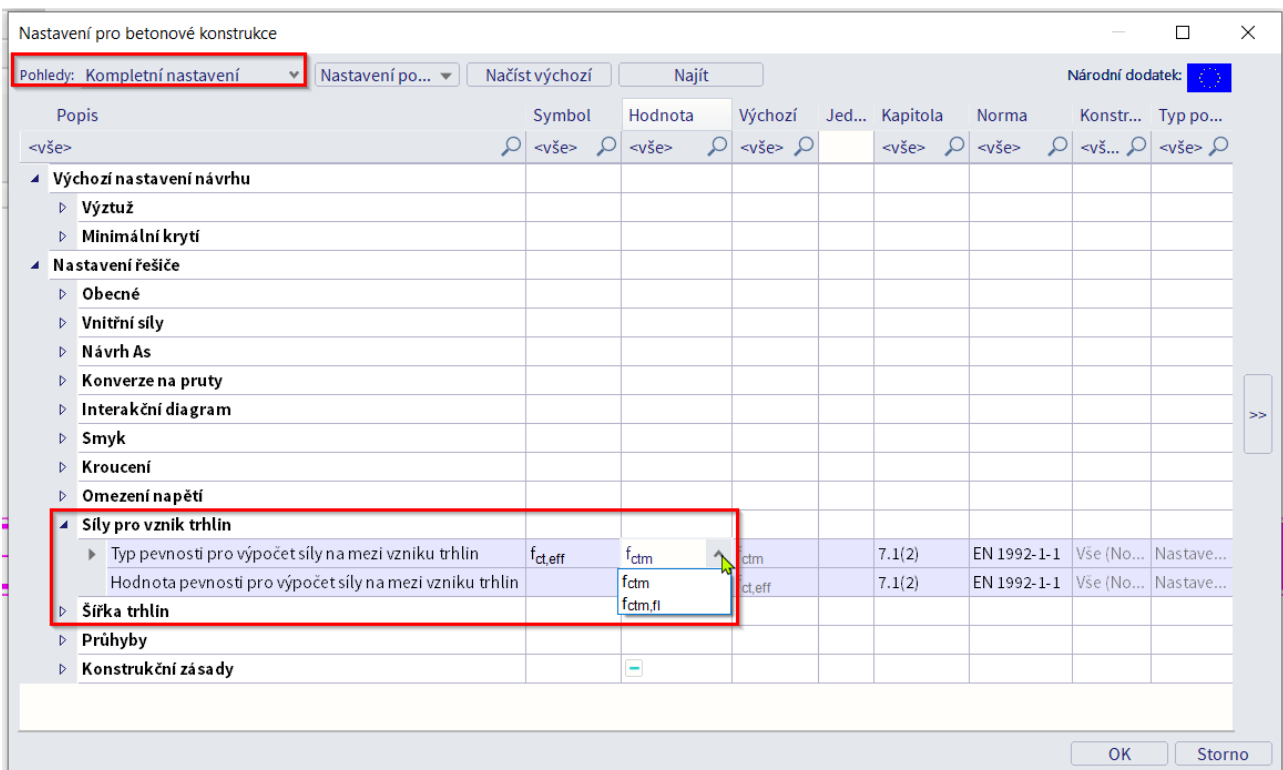 Nastavení pro betonové konstrukce
Pohledy: Kompletní nastavení Nastavení po... Načíst výchozí Najít Národní dodatek:
Popis Symbol Hodnota Výchozí Jed... Kapitola Norma Konstr... Typ po...
<vše> <vše> <vše> <vše> <vše> <vše> <vš... <vše>
Výchozí nastavení návrhu
Výztuž
Minimální krytí
Nastavení řešiče
Obecné
Vnitřní síly
Návrh As
Konverze na pruty
Interakční diagram
>>
Smyk
Kroucení
Omezení napětí
Síly pro vznik trhlin
Typ pevnosti pro výpočet síly na mezi vzniku trhlin fct,eff fctm fctm 7.1(2) EN 1992-1-1 Vše (No... Nastave...
Hodnota pevnosti pro výpočet síly na mezi vzniku trhlin fctm fct,eff 7.1(2) EN 1992-1-1 Vše (No... Nastave...
fctm,fl
Šířka trhlin
Průhyby
Konstrukční zásady
OK Storno